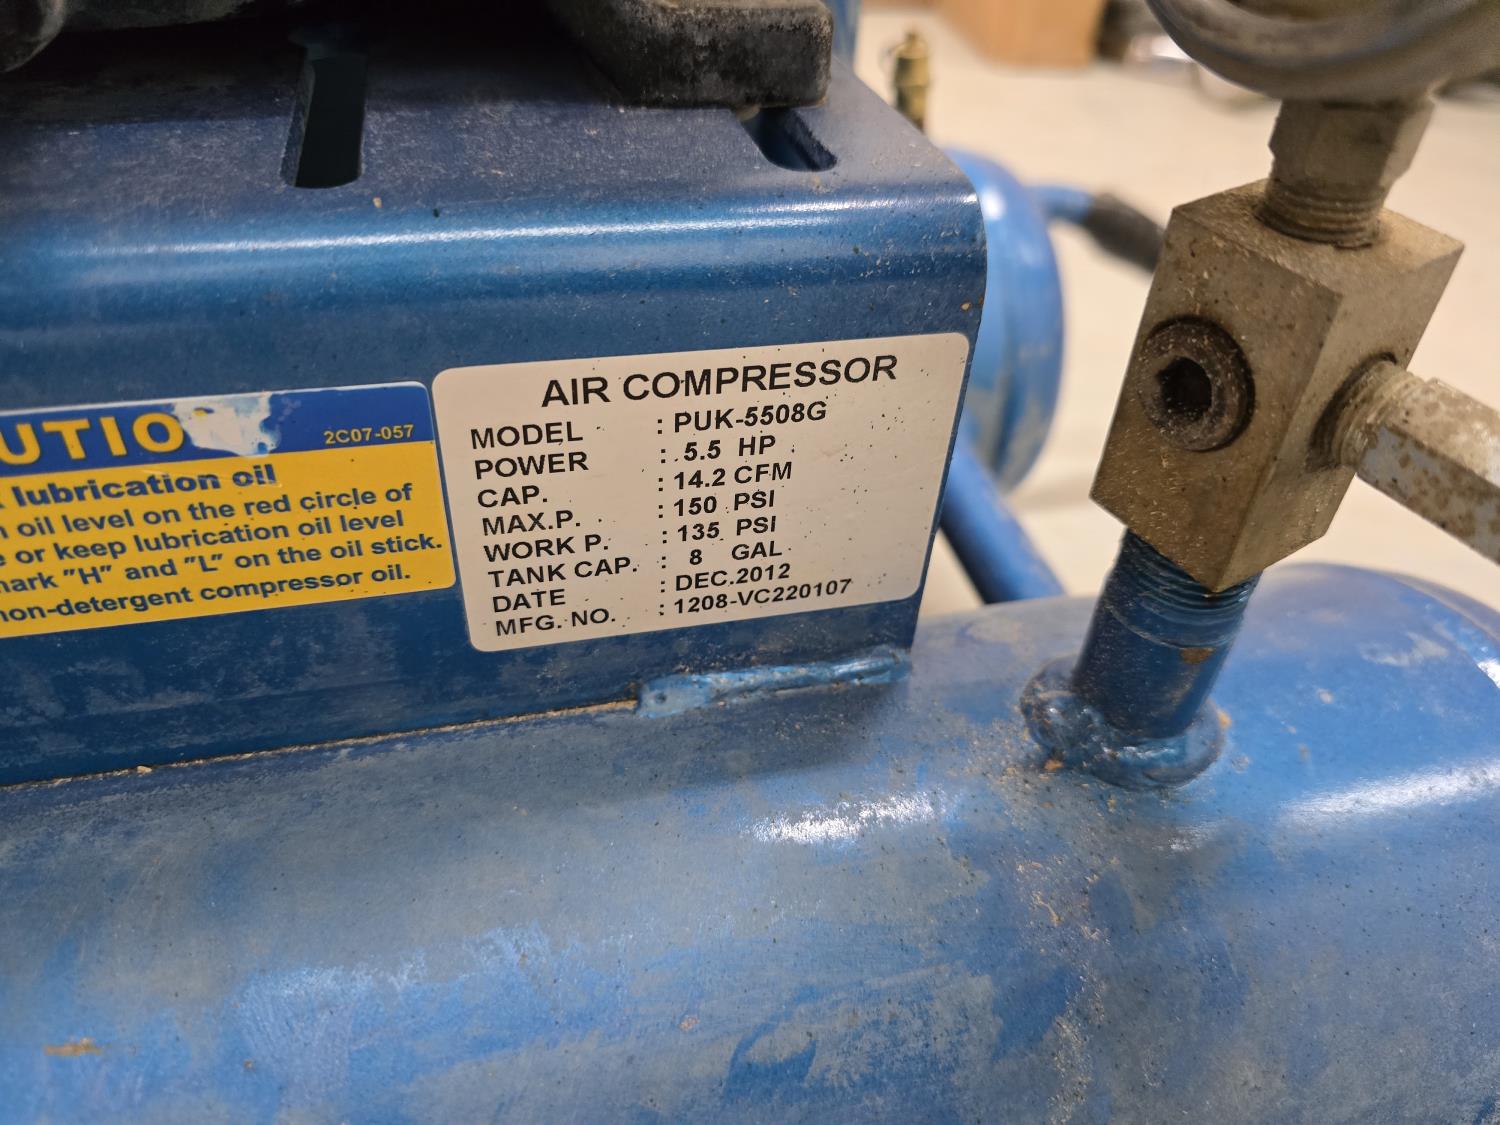 UTIO
2C07-057
lubrication oil
oil level on the red circle of
or keep lubrication oil level
mark "H" and "L" on the oil stick.
non-detergent compressor oil.
AIR COMPRESSOR
MODEL : PUK-5508G
POWER : 5.5 HP
CAP. : 14.2 CFM
MAX.P. : 150 PSI
WORK P. : 135 PSI
TANK CAP. : 8 GAL
DATE : DEC.2012
MFG. NO. : 1208-VC220107